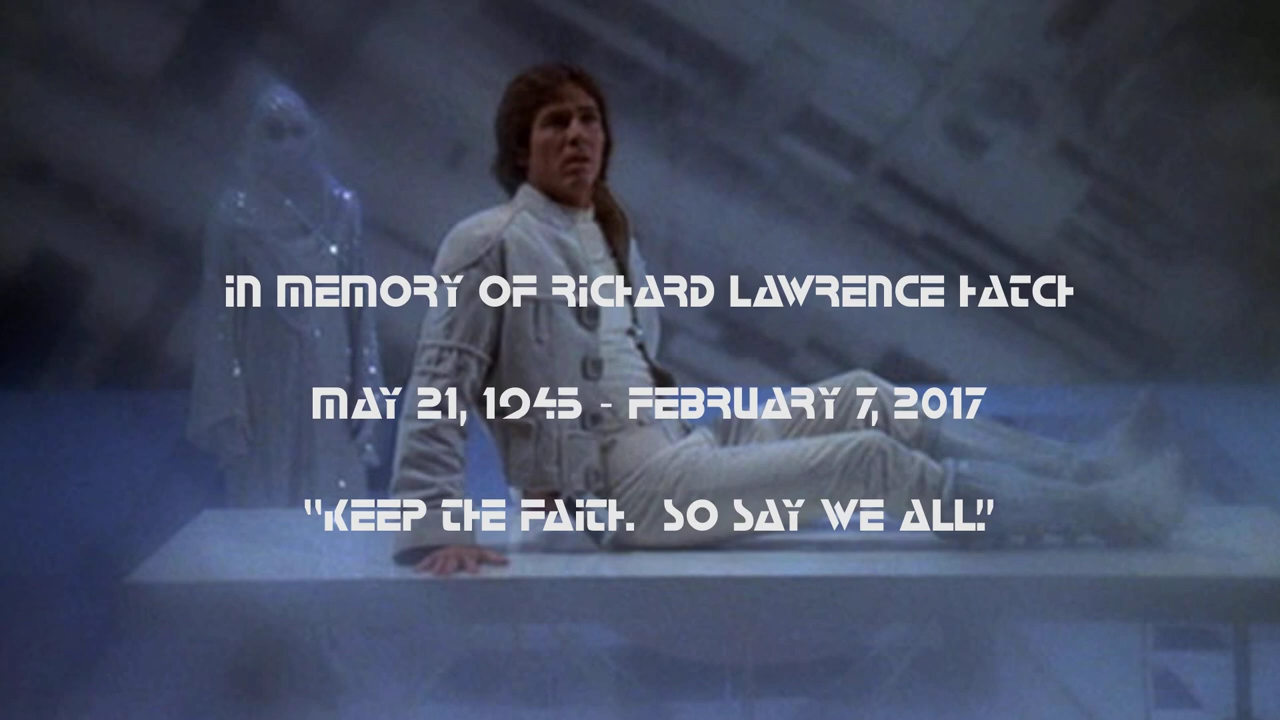 IN MEMORY OF RICHARD LAWRENCE HATCH
MAY 21, 1945 - FEBRUARY 7, 2017
"KEEP THE FAITH. SO SAY WE ALL."